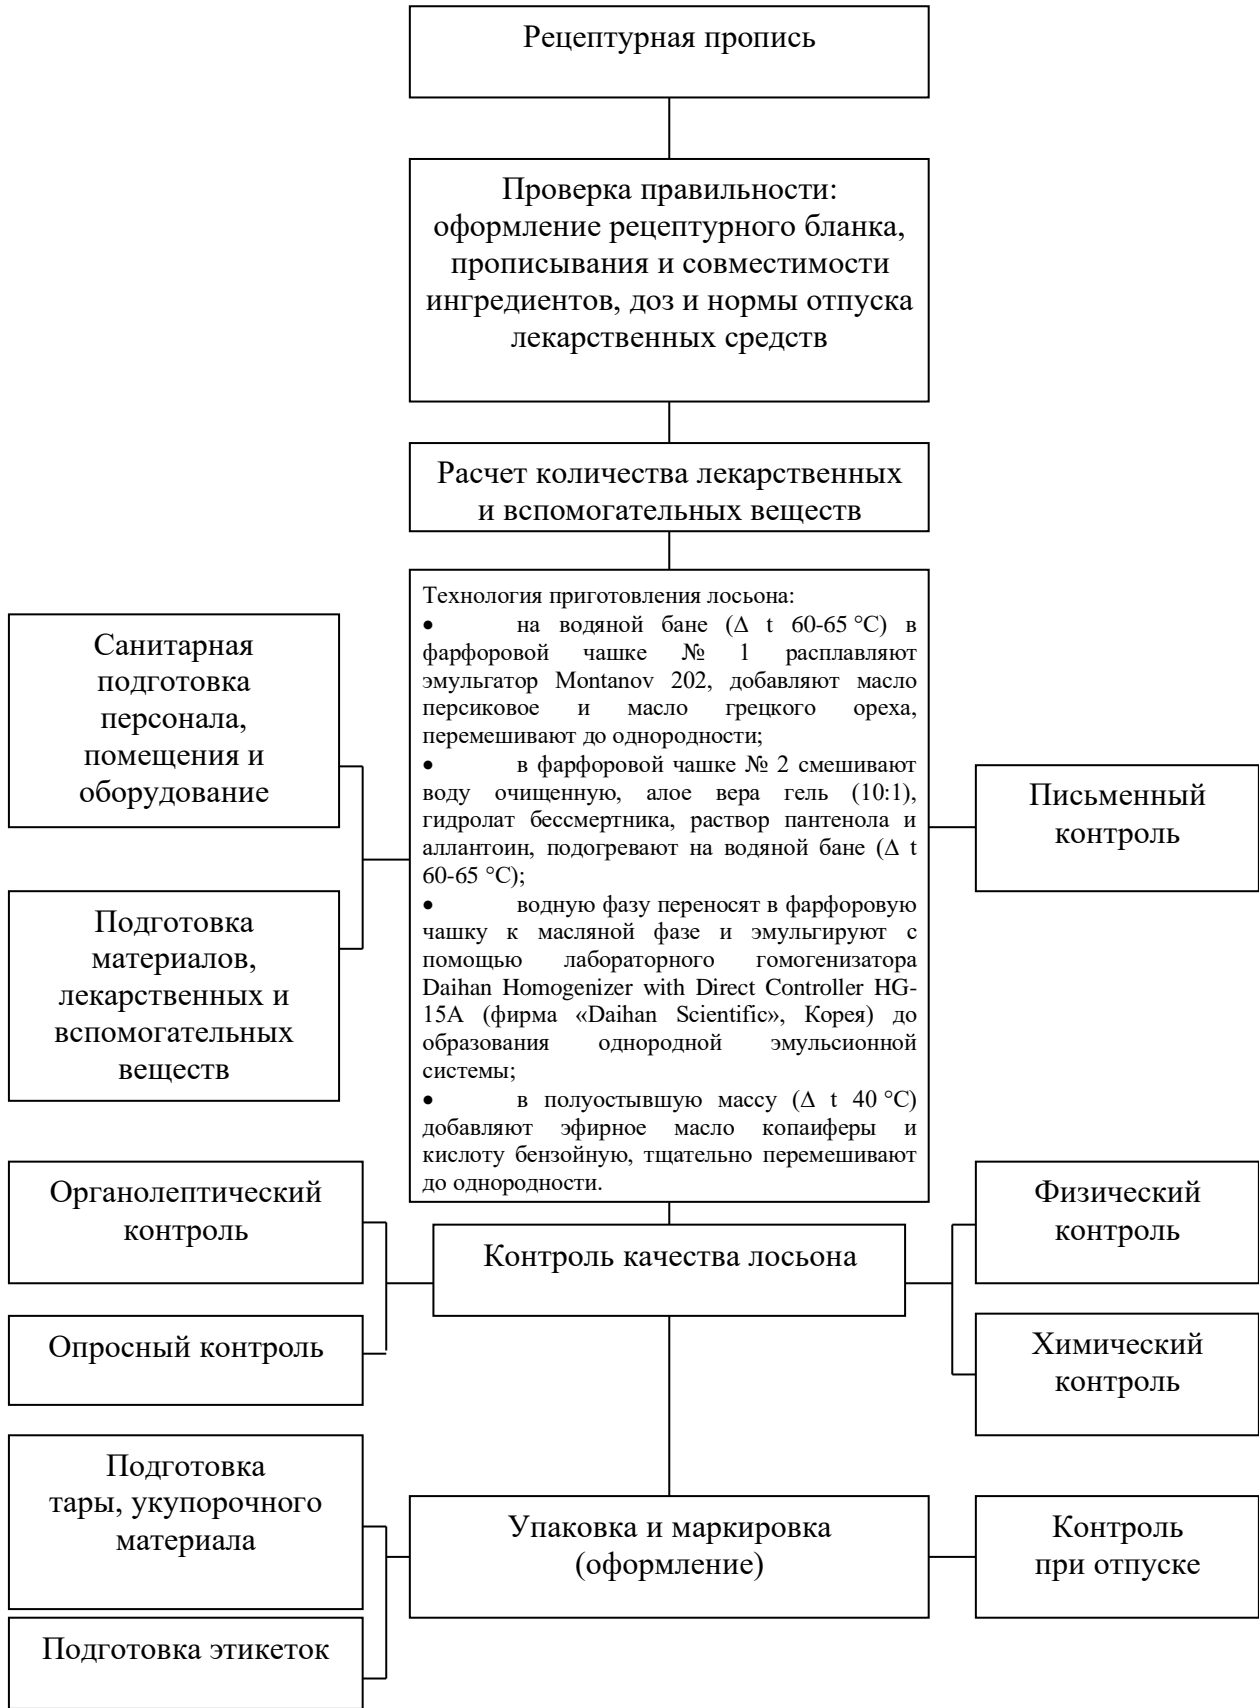 Рецептурная пропись
Проверка правильности:
оформление рецептурного бланка,
прописывания и совместимости
ингредиентов, доз и нормы отпуска
лекарственных средств
Расчет количества лекарственных
и вспомогательных веществ
Санитарная
подготовка
персонала,
помещения и
оборудование
Подготовка
материалов,
лекарственных и
вспомогательных
веществ
Технология приготовления лосьона:
• на водяной бане (Δ t 60-65 °C) в
фарфоровой чашке № 1 расплавляют
эмульгатор Montanov 202, добавляют масло
персиковое и масло грецкого ореха,
перемешивают до однородности;
• в фарфоровой чашке № 2 смешивают
воду очищенную, алое вера гель (10:1),
гидролат бессмертника, раствор пантенола и
аллантоин, подогревают на водяной бане (Δ t
60-65 °C);
• водную фазу переносят в фарфоровую
чашку к масляной фазе и эмульгируют с
помощью лабораторного гомогенизатора
Daihan Homogenizer with Direct Controller HG-
15A (фирма «Daihan Scientific», Корея) до
образования однородной эмульсионной
системы;
• в полуостывшую массу (Δ t 40 °C)
добавляют эфирное масло копаиферы и
кислоту бензойную, тщательно перемешивают
до однородности.
Письменный
контроль
Органолептический
контроль
Опросный контроль
Контроль качества лосьона
Физический
контроль
Химический
контроль
Подготовка
тары, укупорочного
материала
Подготовка этикеток
Упаковка и маркировка
(оформление)
Контроль
при отпуске